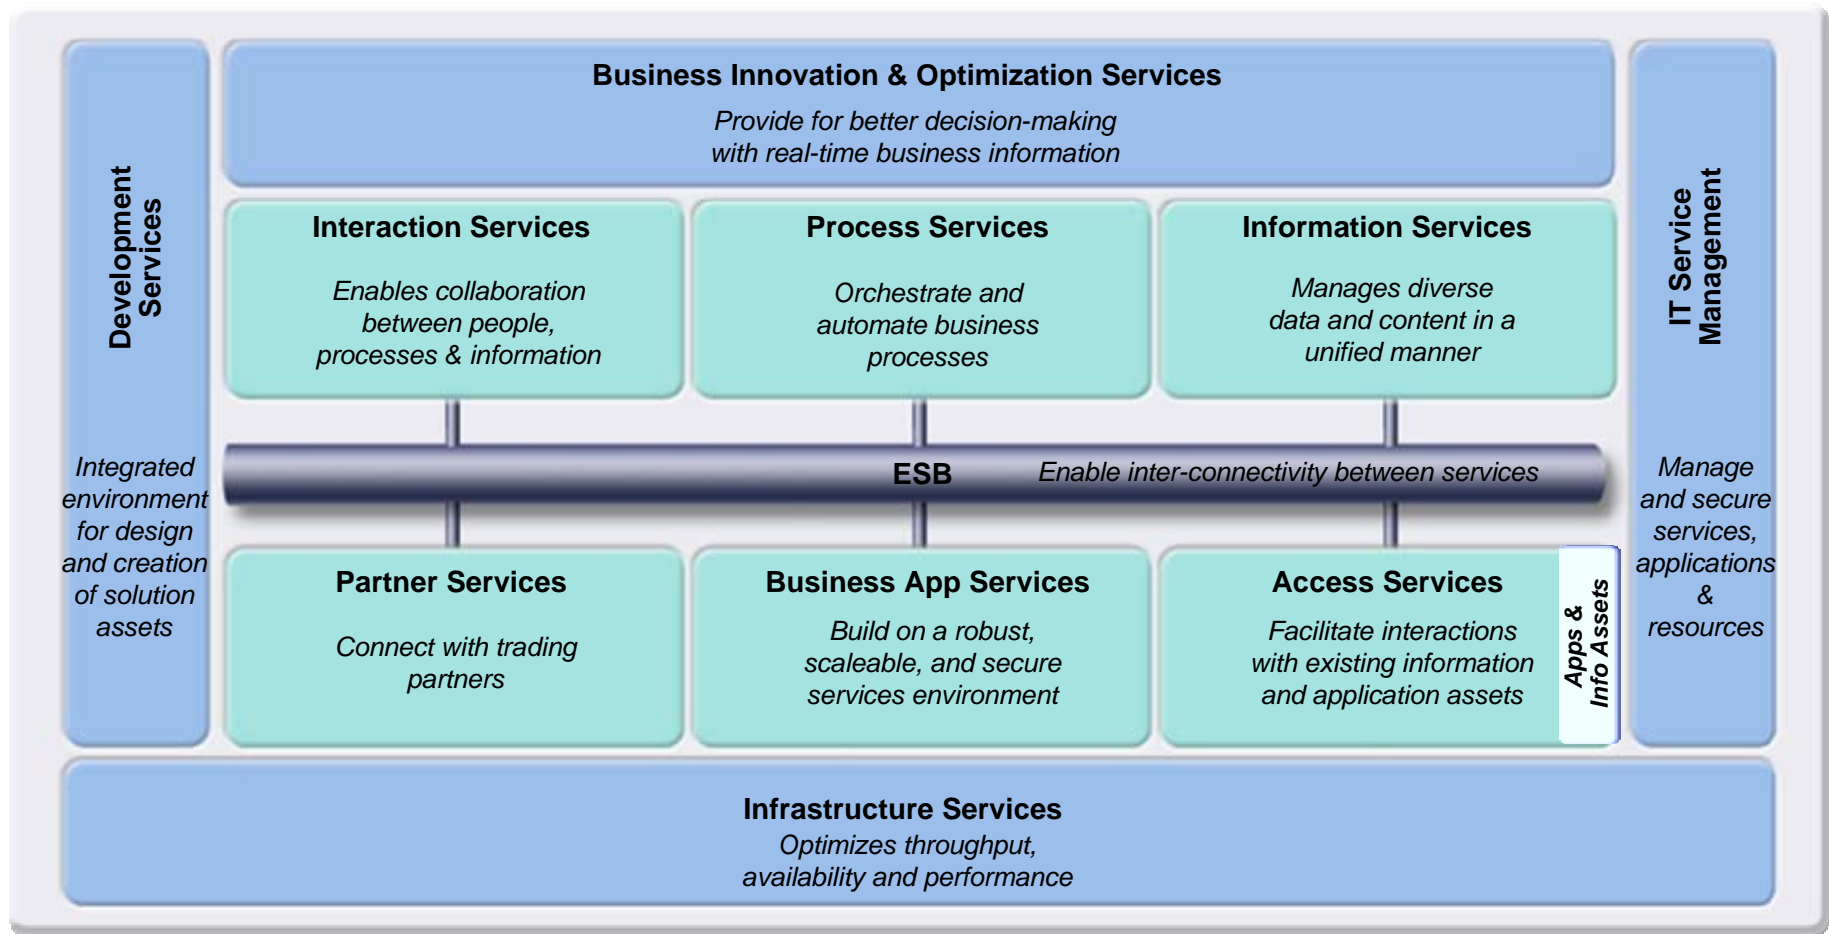 Business Innovation & Optimization Services
Provide for better decision-making
with real-time business information
Development
Services
Integrated
environment
for design
and creation
of solution
assets
Interaction Services
Enables collaboration
between people,
processes & information
Process Services
Orchestrate and
automate business
processes
Information Services
Manages diverse
data and content in a
unified manner
IT Service
Management
Manage
and secure
services,
applications
&
resources
ESB
Enable inter-connectivity between services
Partner Services
Connect with trading
partners
Business App Services
Build on a robust,
scaleable, and secure
services environment
Access Services
Facilitate interactions
with existing information
and application assets
Apps &
Info Assets
Infrastructure Services
Optimizes throughput,
availability and performance